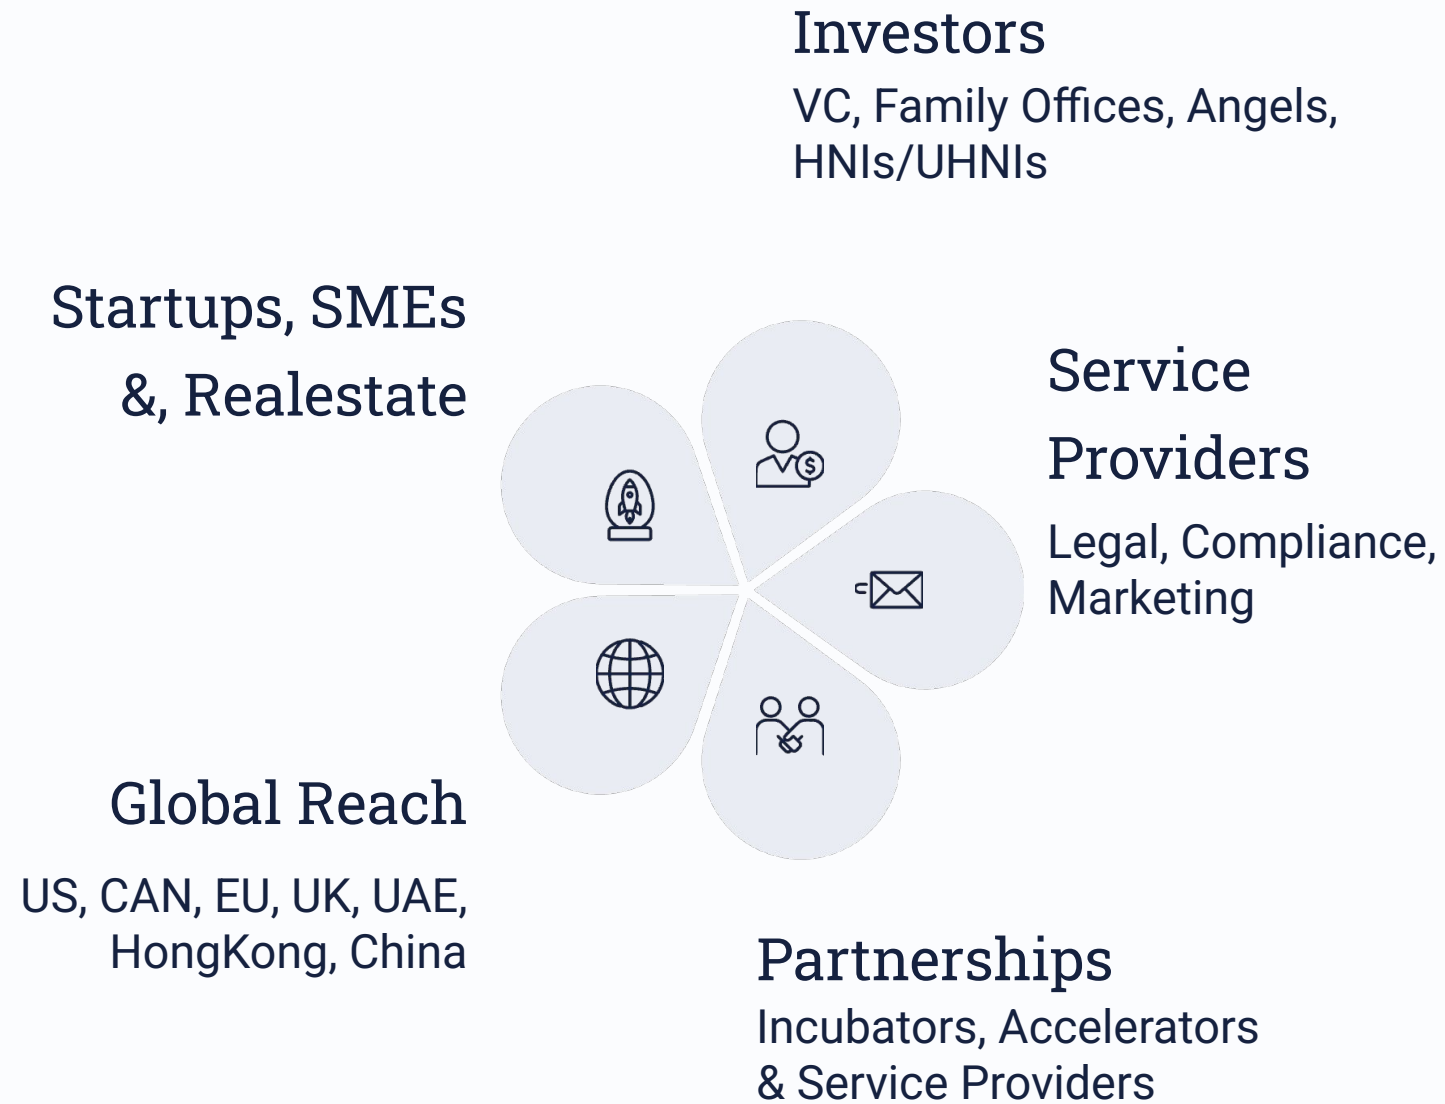 Investors
VC, Family Offices, Angels,
HNIs/UHNIs
Startups, SMEs
&, Realestate
Service
Providers
Legal, Compliance,
Marketing
$
Global Reach
US, CAN, EU, UK, UAE,
HongKong, China
Partnerships
Incubators, Accelerators
& Service Providers